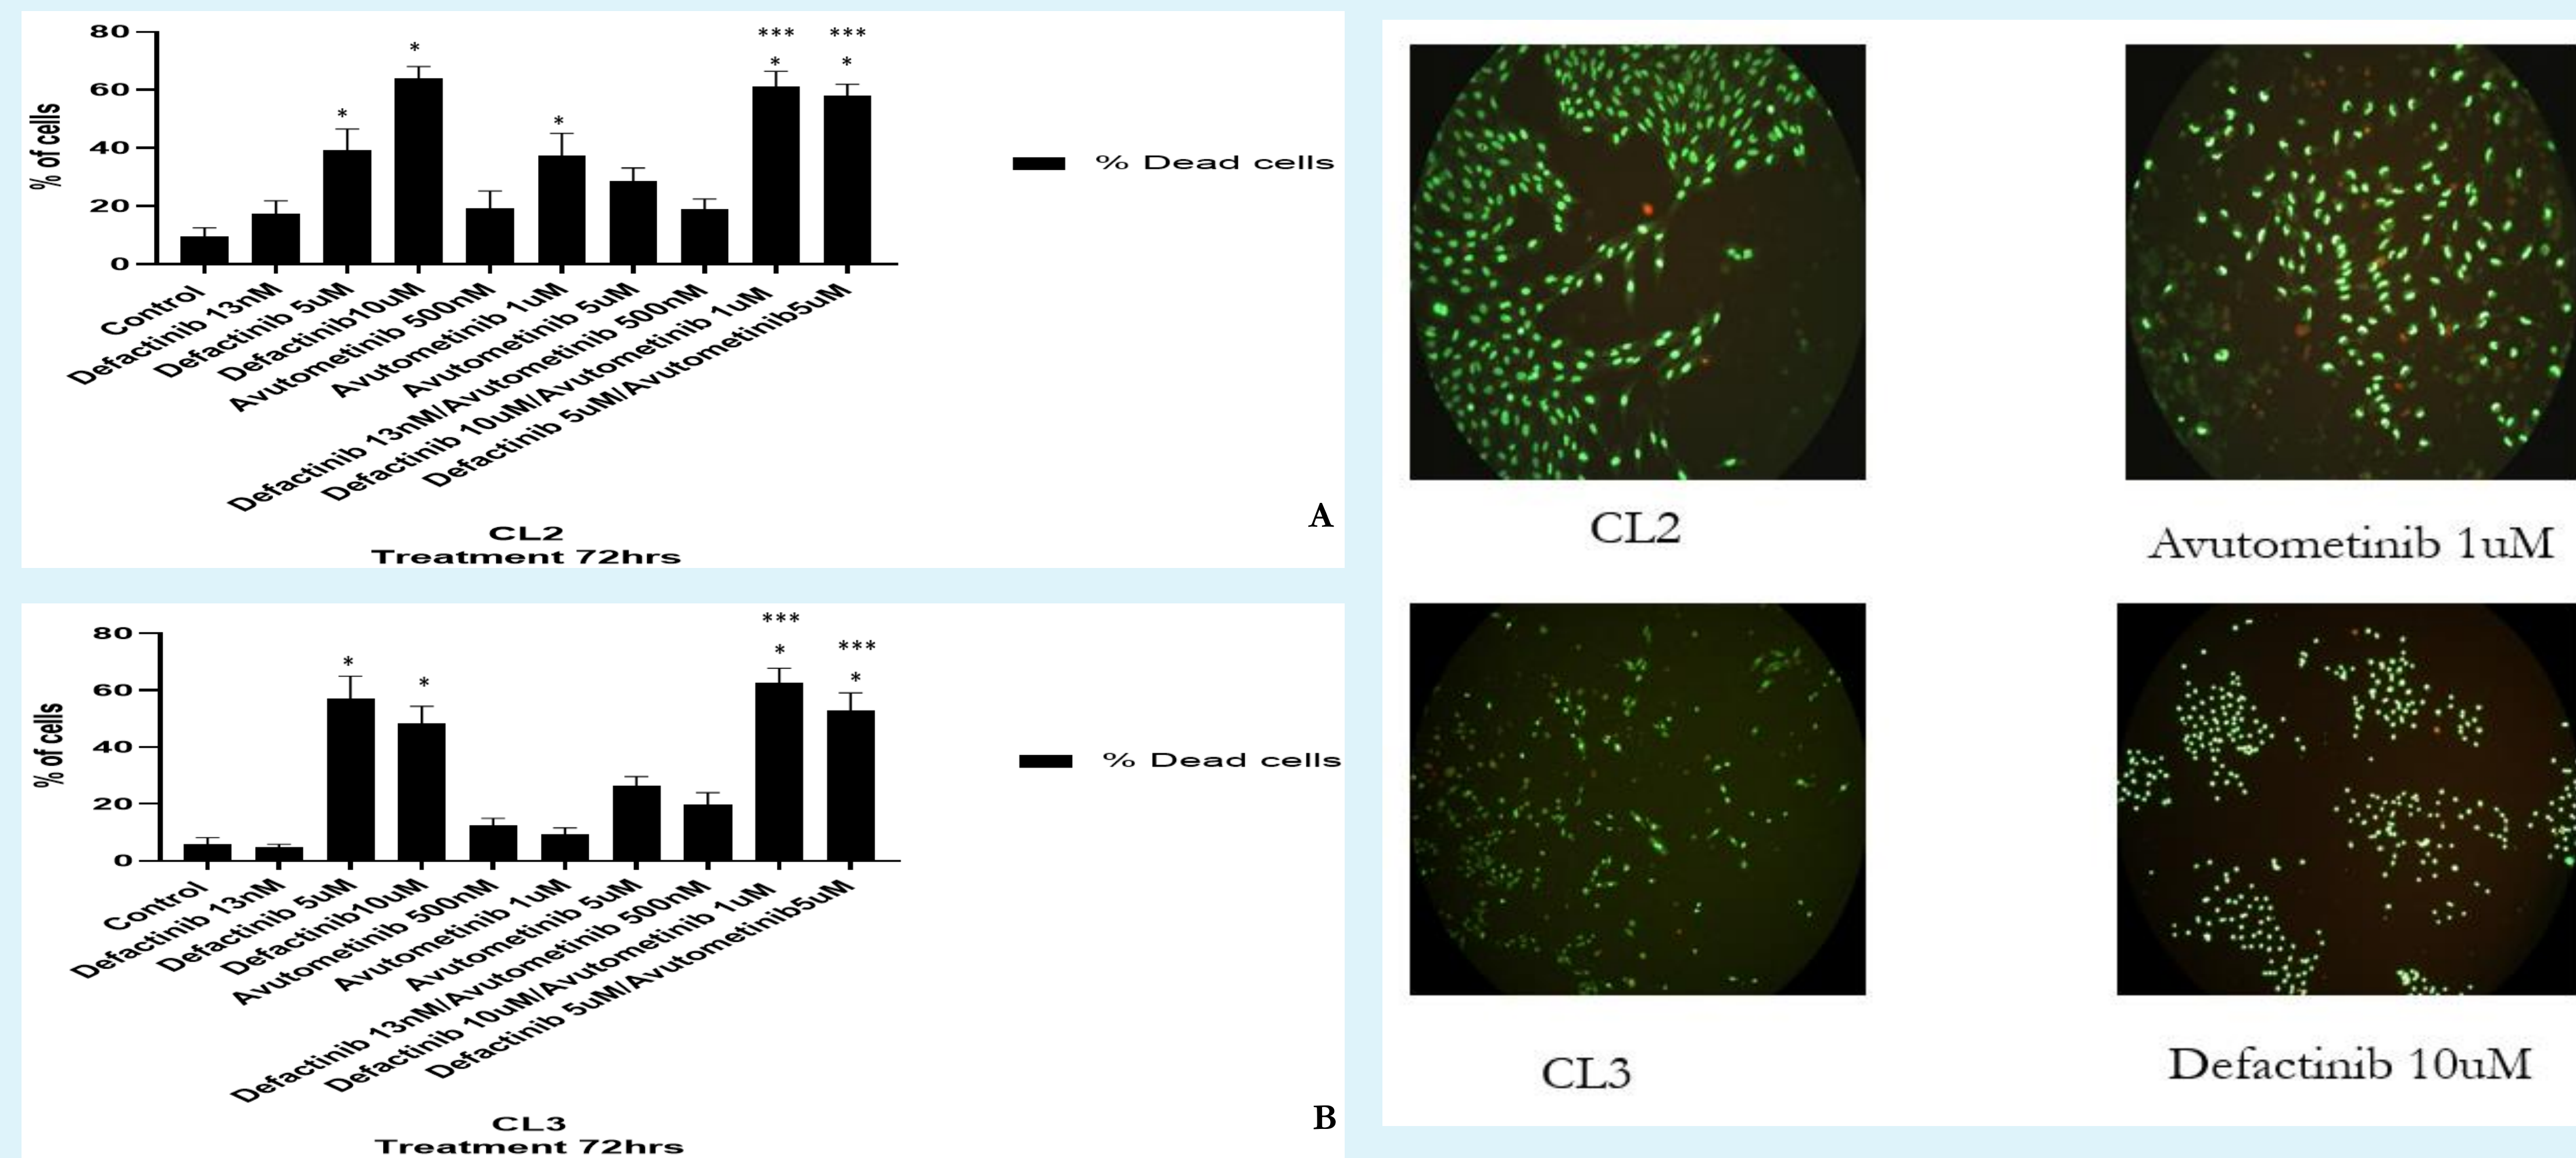 80
60
40
20
0
% of cells
*
*
*
***
*
***
*
% Dead cells
Control
Defactinib 13nM
Defactinib 5uM
Defactinib10uM
Avutometinib 500nM
Avutometinib 1uM
Avutometinib 5uM
Defactinib 13nM/Avutometinib 500nM
Defactinib 10uM/Avutometinib 1uM
Defactinib 5uM/Avutometinib5uM
CL2
Treatment 72hrs
A
80
60
40
20
0
% of cells
*
*
***
*
***
*
% Dead cells
Control
Defactinib 13nM
Defactinib 5uM
Defactinib10uM
Avutometinib 500nM
Avutometinib 1uM
Avutometinib 5uM
Defactinib 13nM/Avutometinib 500nM
Defactinib 10uM/Avutometinib 1uM
Defactinib 5uM/Avutometinib5uM
CL3
Treatment 72hrs
B
CL2
Avutometinib 1uM
CL3
Defactinib 10uM